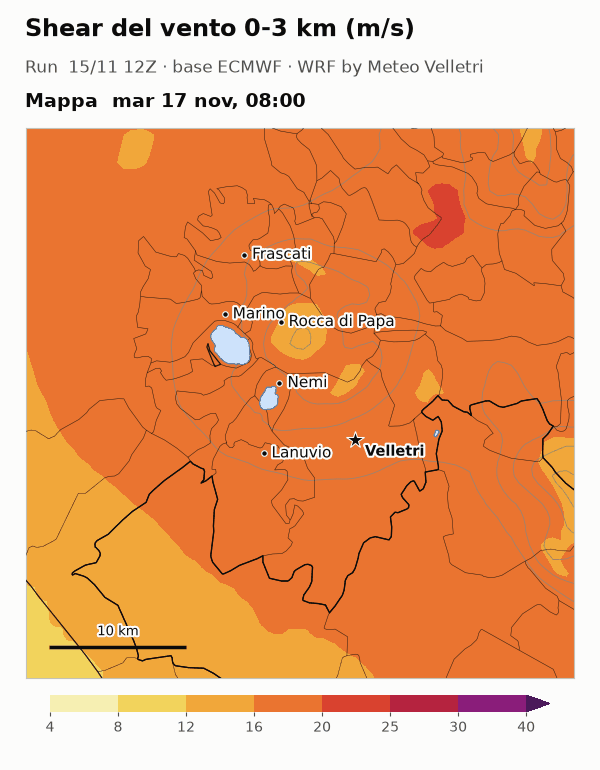 Shear del vento 0-3 km (m/s)
Run 15/11 12Z · base ECMWF · WRF by Meteo Velletri
Mappa mar 17 nov, 08:00
Frascati
Marino
Rocca di Papa
Nemi
Velletri
Lanuvio
10 km
4 8 12 16 20 25 30 40